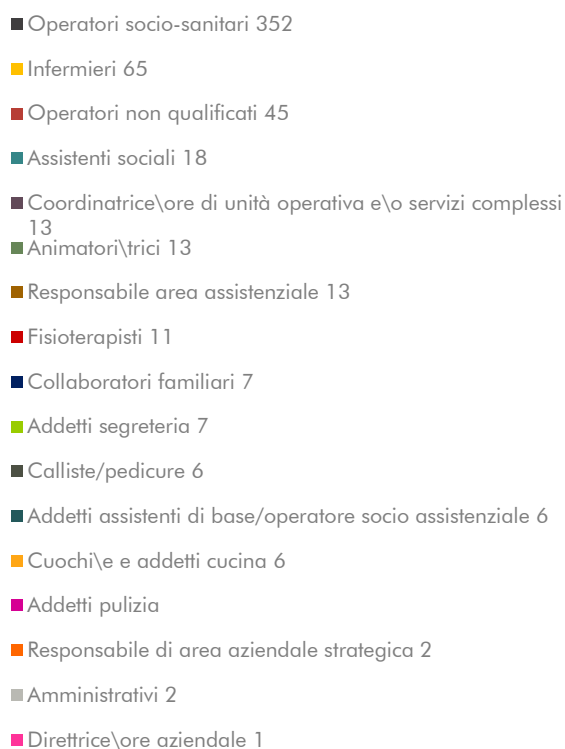 Operatori socio-sanitari 352
Infermieri 65
Operatori non qualificati 45
Assistenti sociali 18
Coordinatrice\ore di unità operativa e\o servizi complessi
13
Animatori\trici 13
Responsabile area assistenziale 13
Fisioterapisti 11
Collaboratori familiari 7
Addetti segreteria 7
Calliste/pedicure 6
Addetti assistenti di base/operatore socio assistenziale 6
Cuochi\e e addetti cucina 6
Addetti pulizia
Responsabile di area aziendale strategica 2
Amministrativi 2
Direttrice\ore aziendale 1